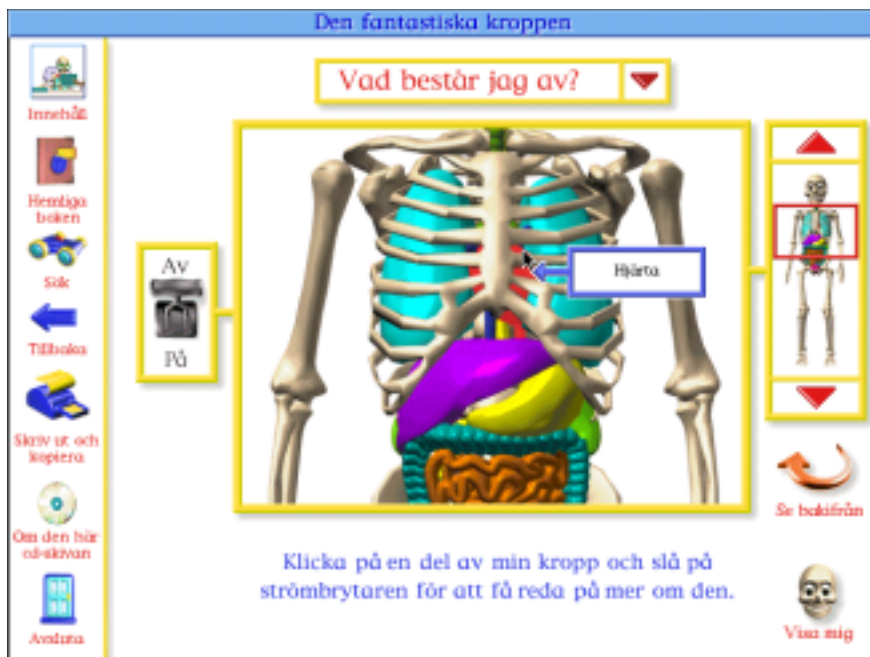 Den fantastiska kroppen
Vad består jag av?
Innehåll
Hemliga
boken
Sök
Tillbaka
Skriv ut och
kopiera
Om den här
cd-skivan
Avsluta
Av
På
Hjärta
Se bakifrån
Visa mig
Klicka på en del av min kropp och slå på
strömbrytaren för att få reda på mer om den.